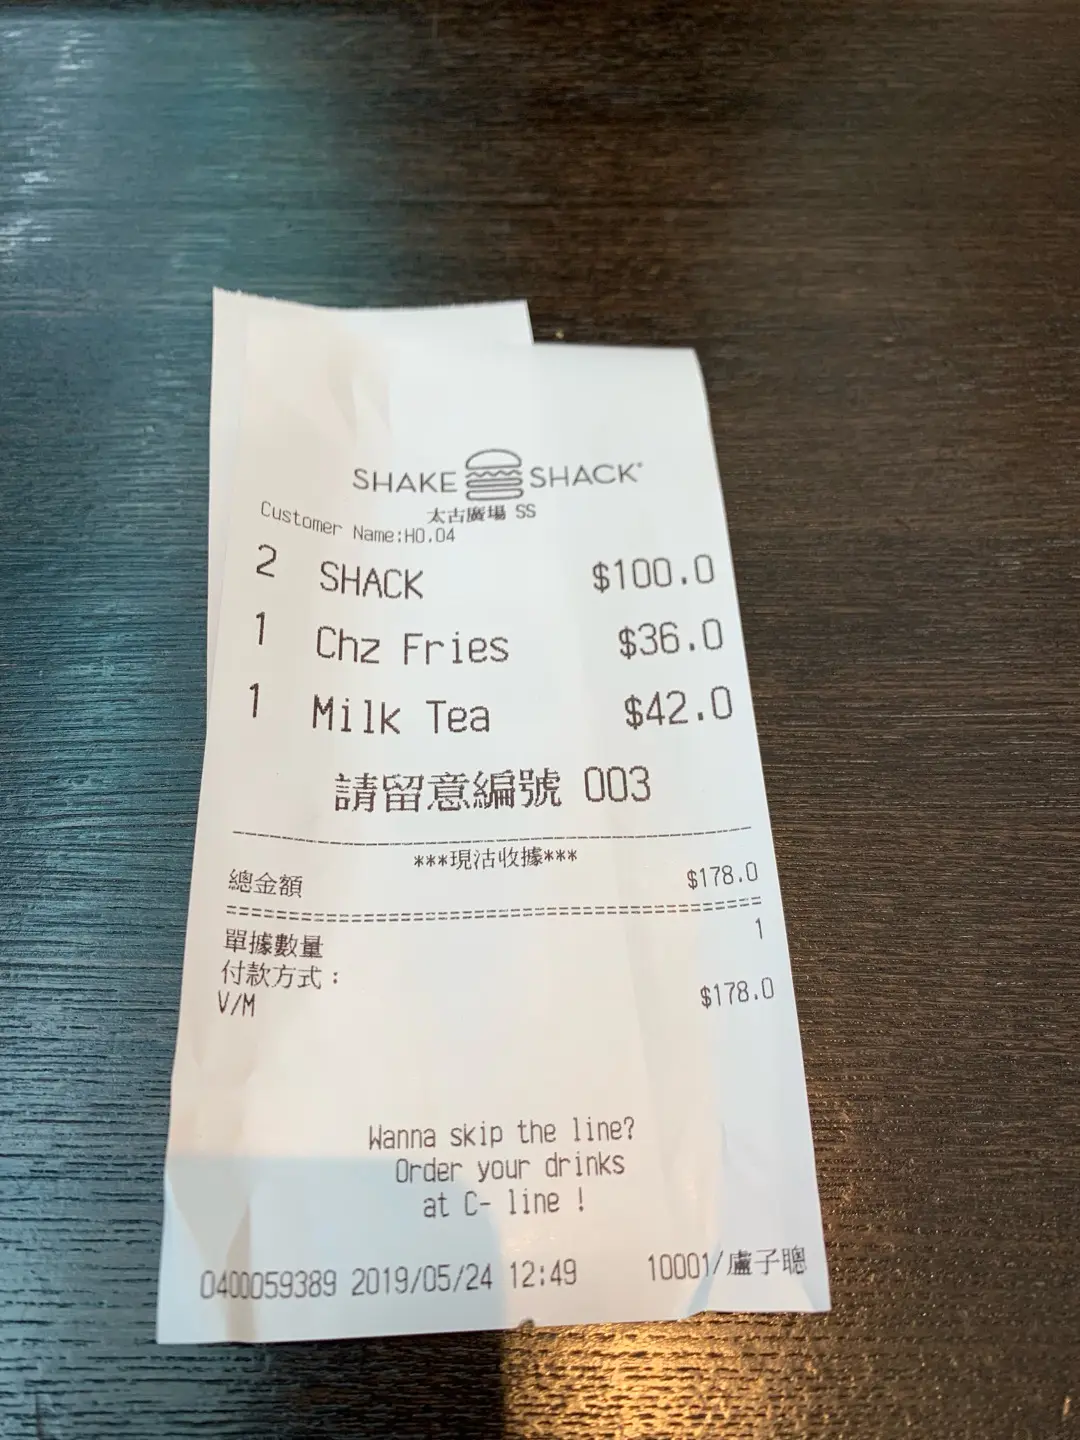 SHAKE SHACK
太古廣場 SS
Customer Name:HO.04
2 SHACK $100.0
1 Chz Fries $36.0
1 Milk Tea $42.0
請留意編號 003
***現沽收據***
總金額 $178.0
單據數量 1
付款方式：
V/M $178.0
Wanna skip the line?
Order your drinks
at C- line !
0400059389 2019/05/24 12:49 10001/盧子聰